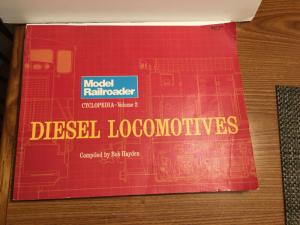 Model
Railroader
CYCLOPEDIA-Volume 2
DIESEL LOCOMOTIVES
Compiled by Bob Hayden